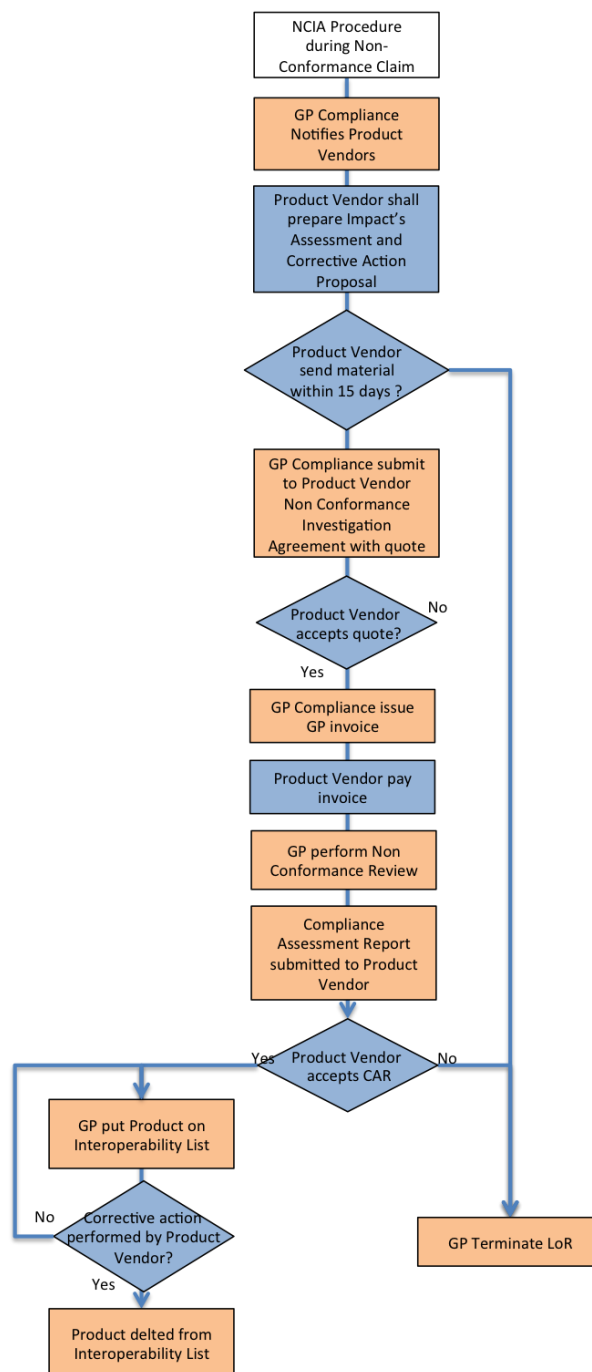 NCIA Procedure
during Non-
Conformance Claim
GP Compliance
Notifies Product
Vendors
Product Vendor shall
prepare Impact’s
Assessment and
Corrective Action
Proposal
Product Vendor
send material
within 15 days ?
GP Compliance submit
to Product Vendor
Non Conformance
Investigation
Agreement with quote
No
Product Vendor
accepts quote?
Yes
GP Compliance issue
GP invoice
Product Vendor pay
invoice
GP perform Non
Conformance Review
Compliance
Assessment Report
submitted to Product
Vendor
Yes
Product Vendor
accepts CAR
No
GP put Product on
Interoperability List
No
Corrective action
performed by Product
Vendor?
GP Terminate LoR
Yes
Product delted from
Interoperability List